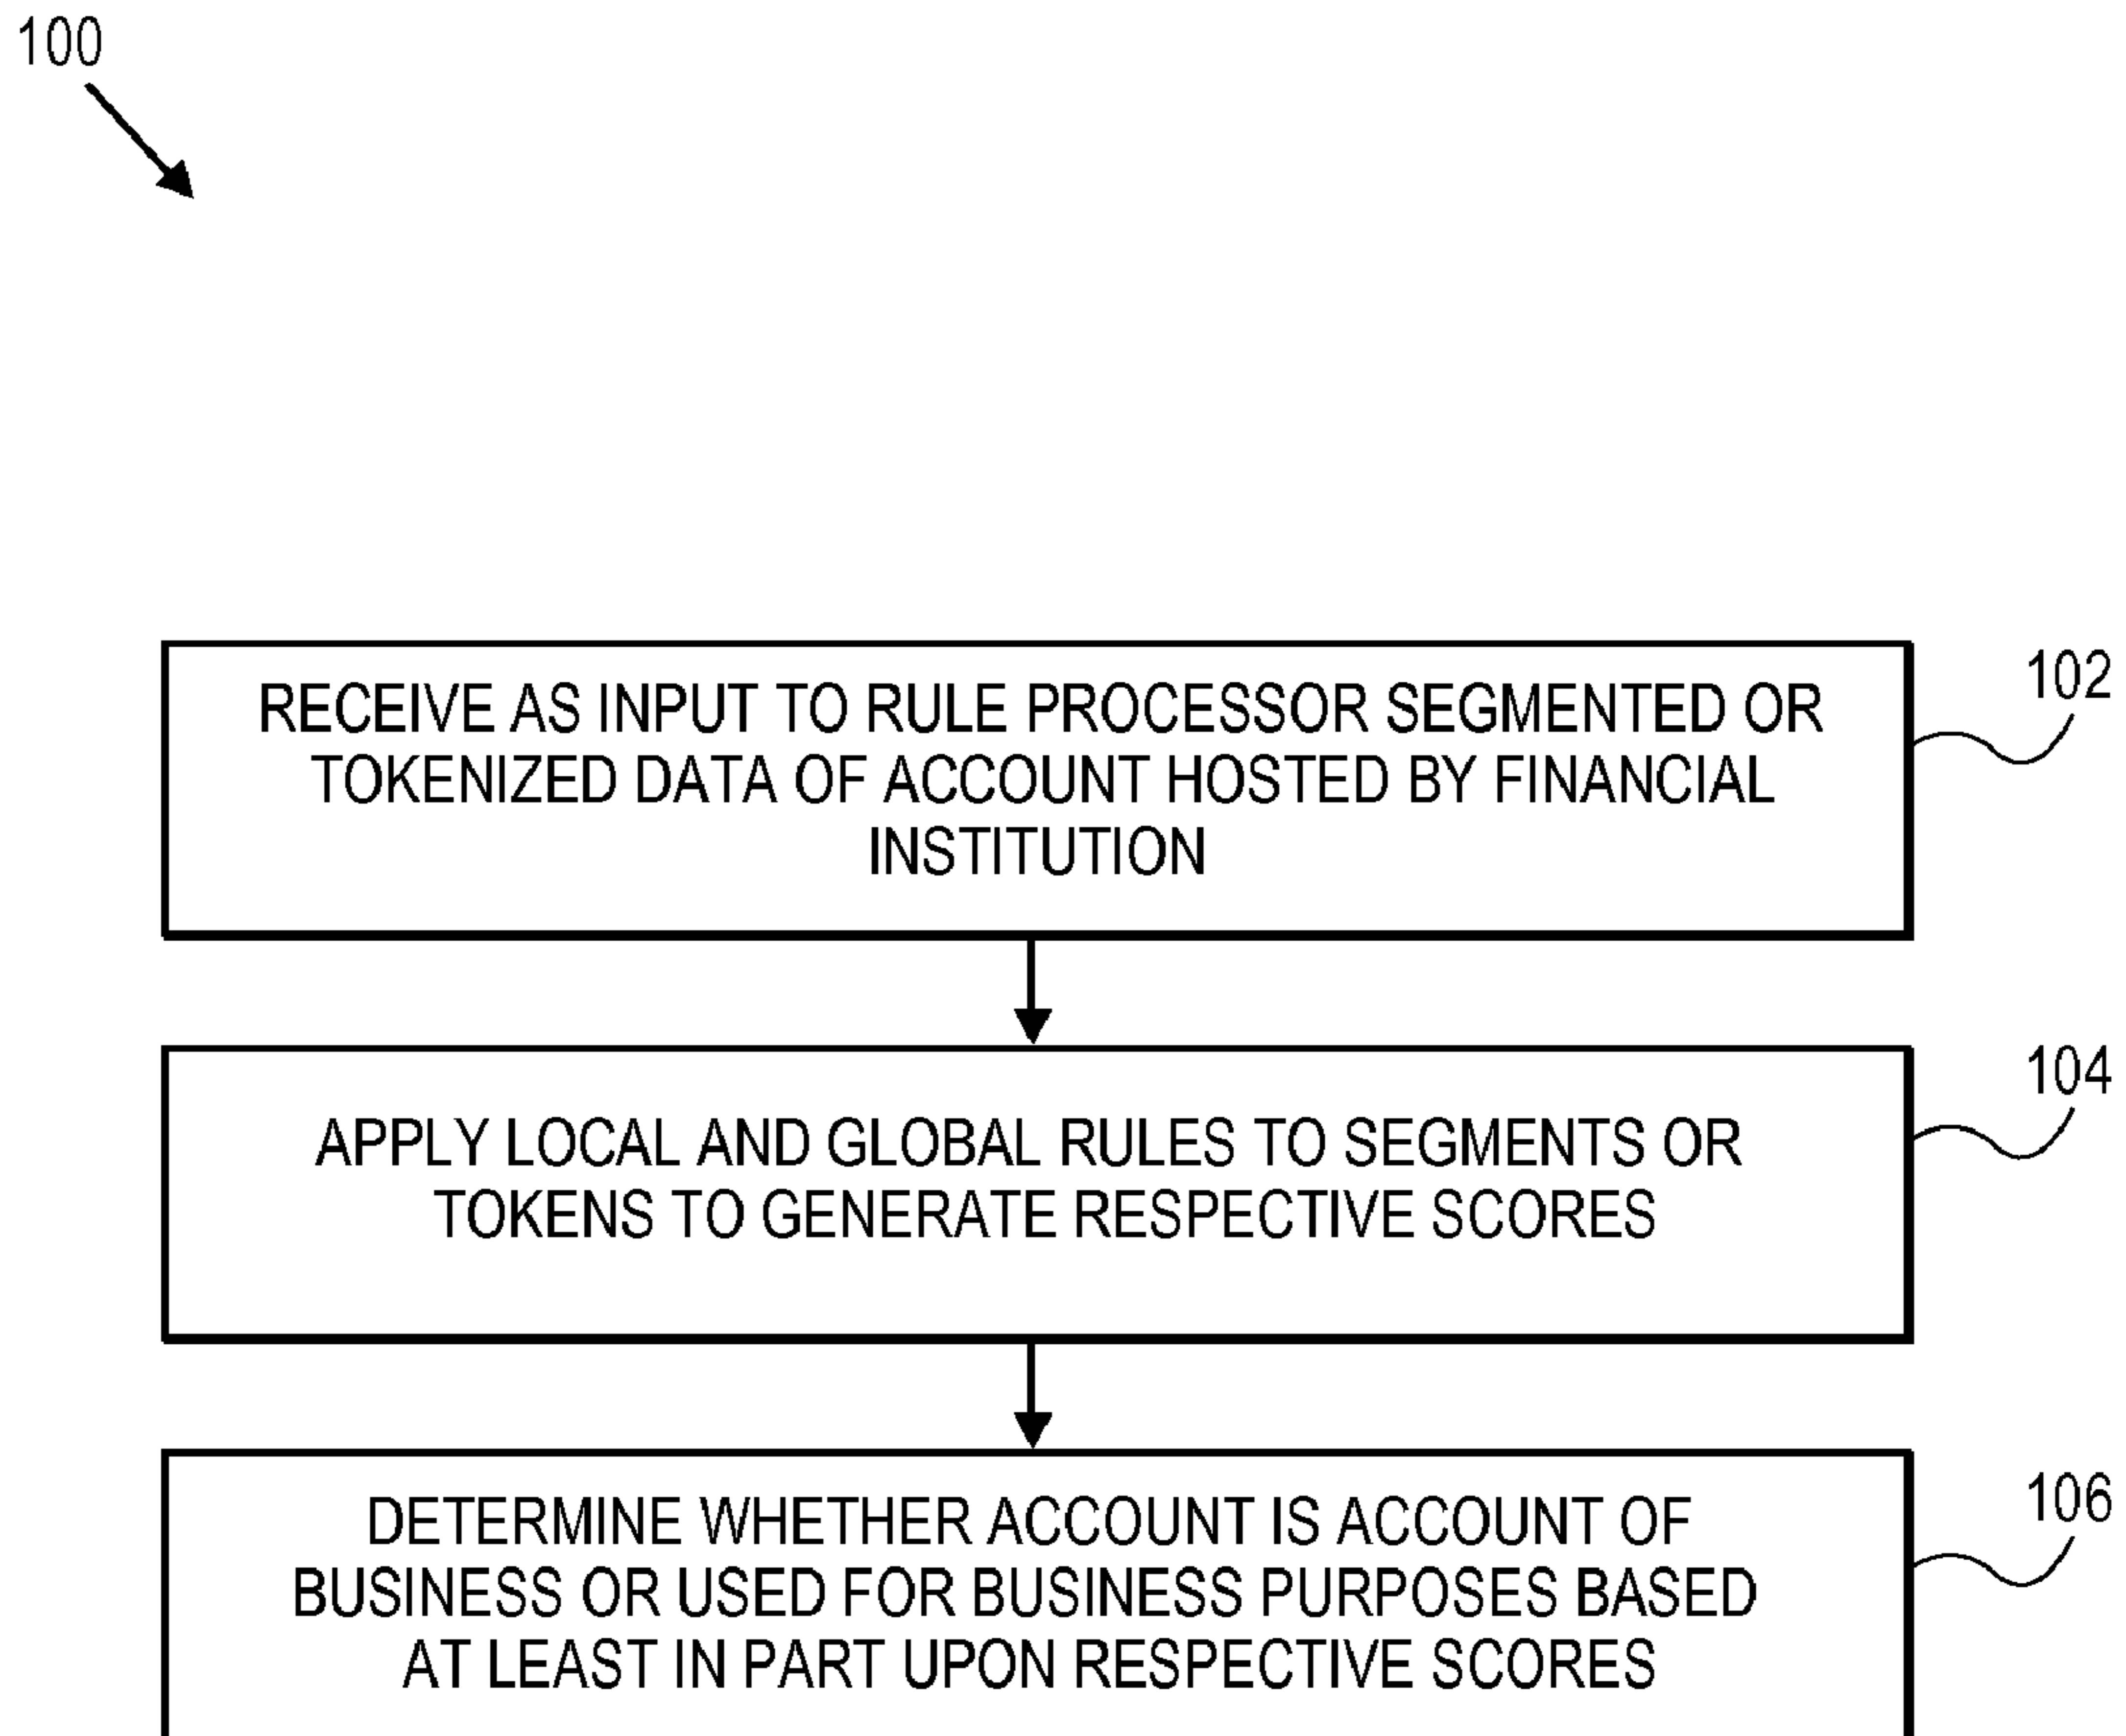 100
RECEIVE AS INPUT TO RULE PROCESSOR SEGMENTED OR
TOKENIZED DATA OF ACCOUNT HOSTED BY FINANCIAL
INSTITUTION
102
APPLY LOCAL AND GLOBAL RULES TO SEGMENTS OR
TOKENS TO GENERATE RESPECTIVE SCORES
104
DETERMINE WHETHER ACCOUNT IS ACCOUNT OF
BUSINESS OR USED FOR BUSINESS PURPOSES BASED
AT LEAST IN PART UPON RESPECTIVE SCORES
106